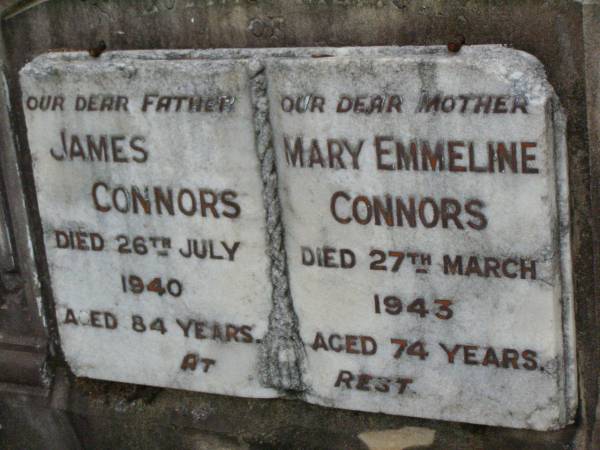 OUR DEAR FATHER
JAMES
CONNORS
DIED 26TH JULY
1940
AGED 84 YEARS.
AT
OUR DEAR MOTHER
MARY EMMELINE
CONNORS
DIED 27TH MARCH
1943
AGED 74 YEARS.
REST.